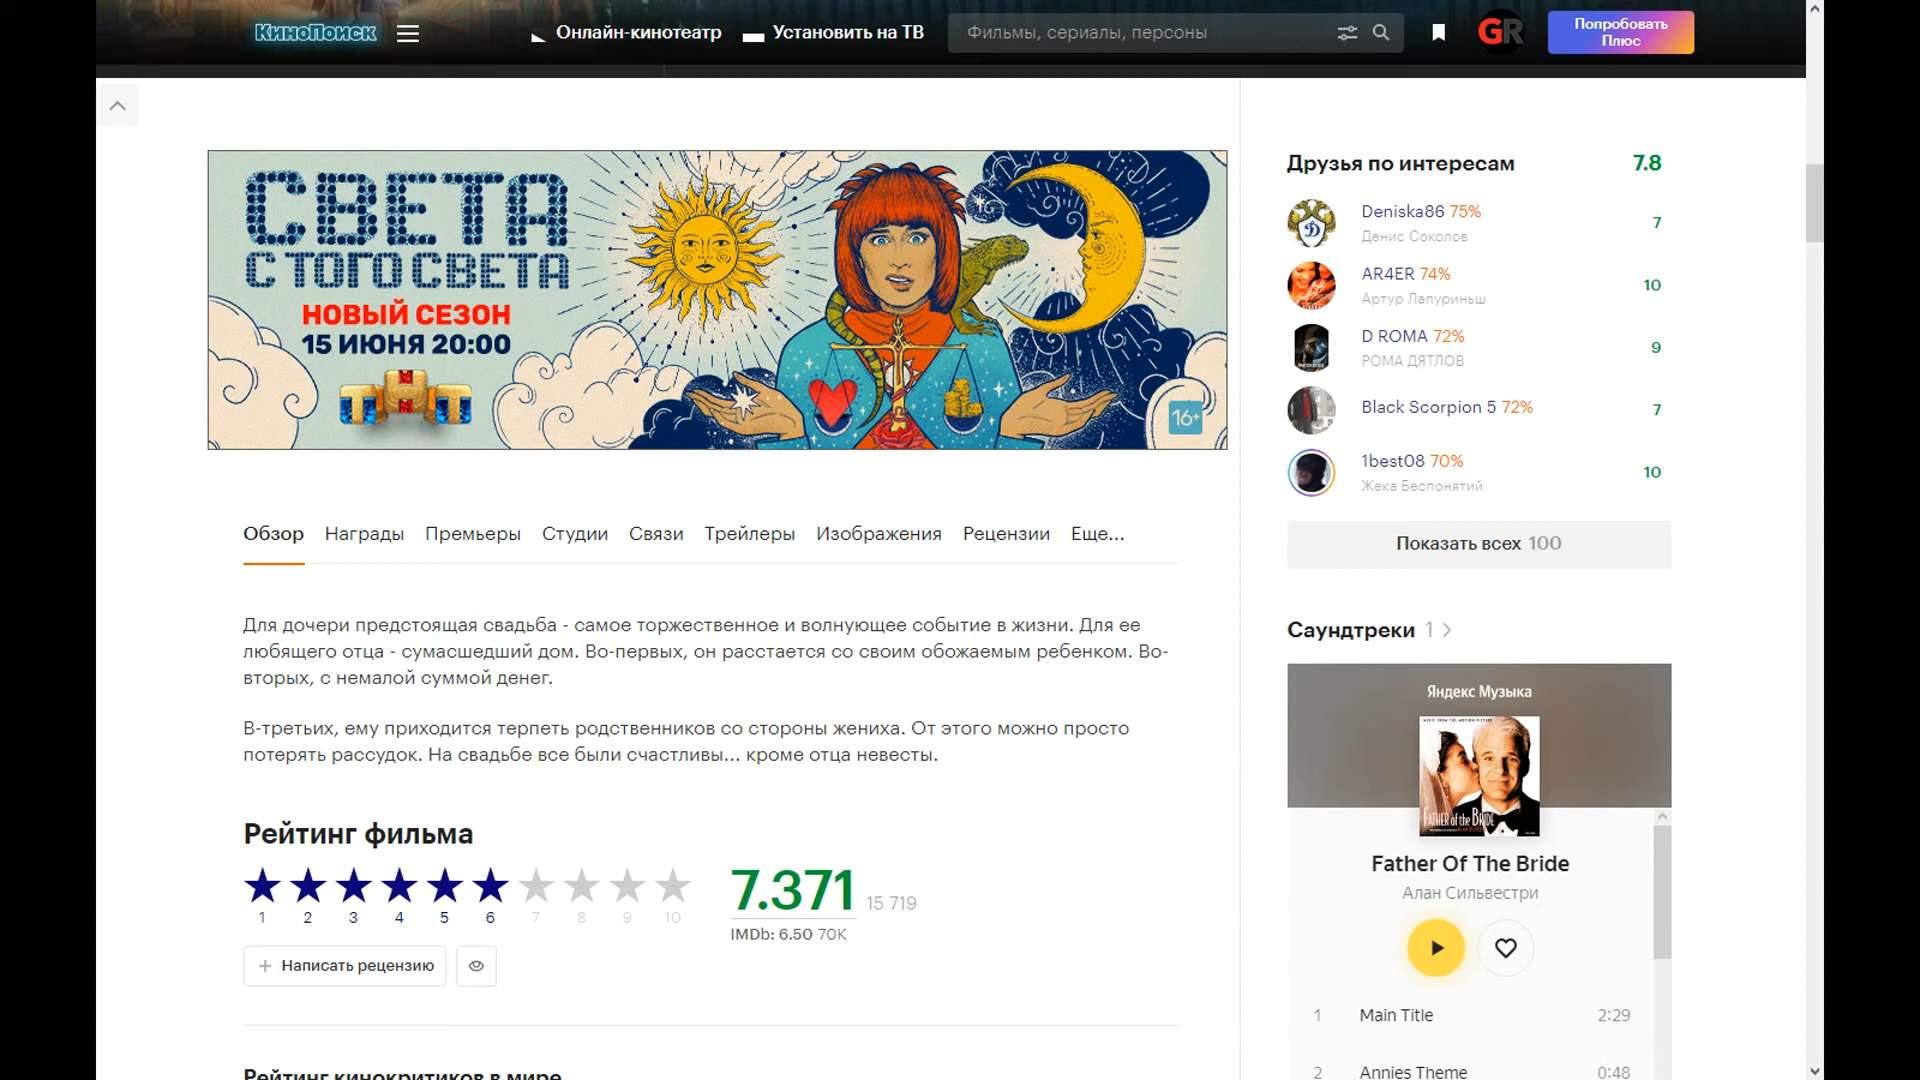 КиноПоиск
Онлайн-кинотеатр
Установить на ТВ
Фильмы, сериалы, персоны
GR
Попробовать
Плюс
СВЕТА
С ТОГО СВЕТА
НОВЫЙ СЕЗОН
15 ИЮНЯ 20:00
ТНТ
16+
Обзор Награды Премьеры Студии Связи Трейлеры Изображения Рецензии Еще...
Для дочери предстоящая свадьба - самое торжественное и волнующее событие в жизни. Для ее
любящего отца - сумасшедший дом. Во-первых, он расстается со своим обожаемым ребенком. Во-
вторых, с немалой суммой денег.
В-третьих, ему приходится терпеть родственников со стороны жениха. От этого можно просто
потерять рассудок. На свадьбе все были счастливы... кроме отца невесты.
Рейтинг фильма
1 2 3 4 5 6 7 8 9 10
7.371 15 719
IMDb: 6.50 70K
+ Написать рецензию
Рейтинг кинокритиков в мире
Друзья по интересам 7.8
Deniska86 75%
Денис Соколов
7
AR4ER 74%
Артур Лапуриньш
10
D ROMA 72%
РОМА ДЯТЛОВ
9
Black Scorpion 5 72%
7
1best08 70%
Жека Беспонятий
10
Показать всех 100
Саундтреки 1
Яндекс Музыка
FATHER of the BRIDE
Father Of The Bride
Алан Сильвестри
1 Main Title 2:29
2 Annies Theme 0:48